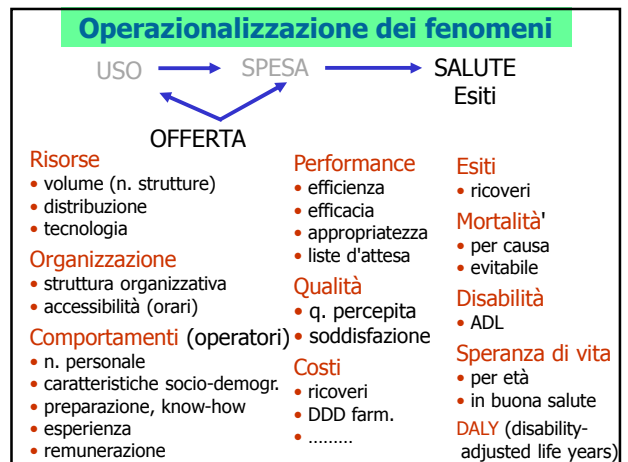 Operazionalizzazione dei fenomeni
USO SPESA SALUTE
Esiti
OFFERTA
Risorse
• volume (n. strutture)
• distribuzione
• tecnologia
Organizzazione
• struttura organizzativa
• accessibilità (orari)
Comportamenti (operatori)
• n. personale
• caratteristiche socio-demogr.
• preparazione, know-how
• esperienza
• remunerazione
Performance
• efficienza
• efficacia
• appropriatezza
• liste d'attesa
Qualità
• q. percepita
• soddisfazione
Costi
• ricoveri
• DDD farm.
• .........
Esiti
• ricoveri
Mortalità'
• per causa
• evitabile
Disabilità
• ADL
Speranza di vita
• per età
• in buona salute
DALY (disability-
adjusted life years)